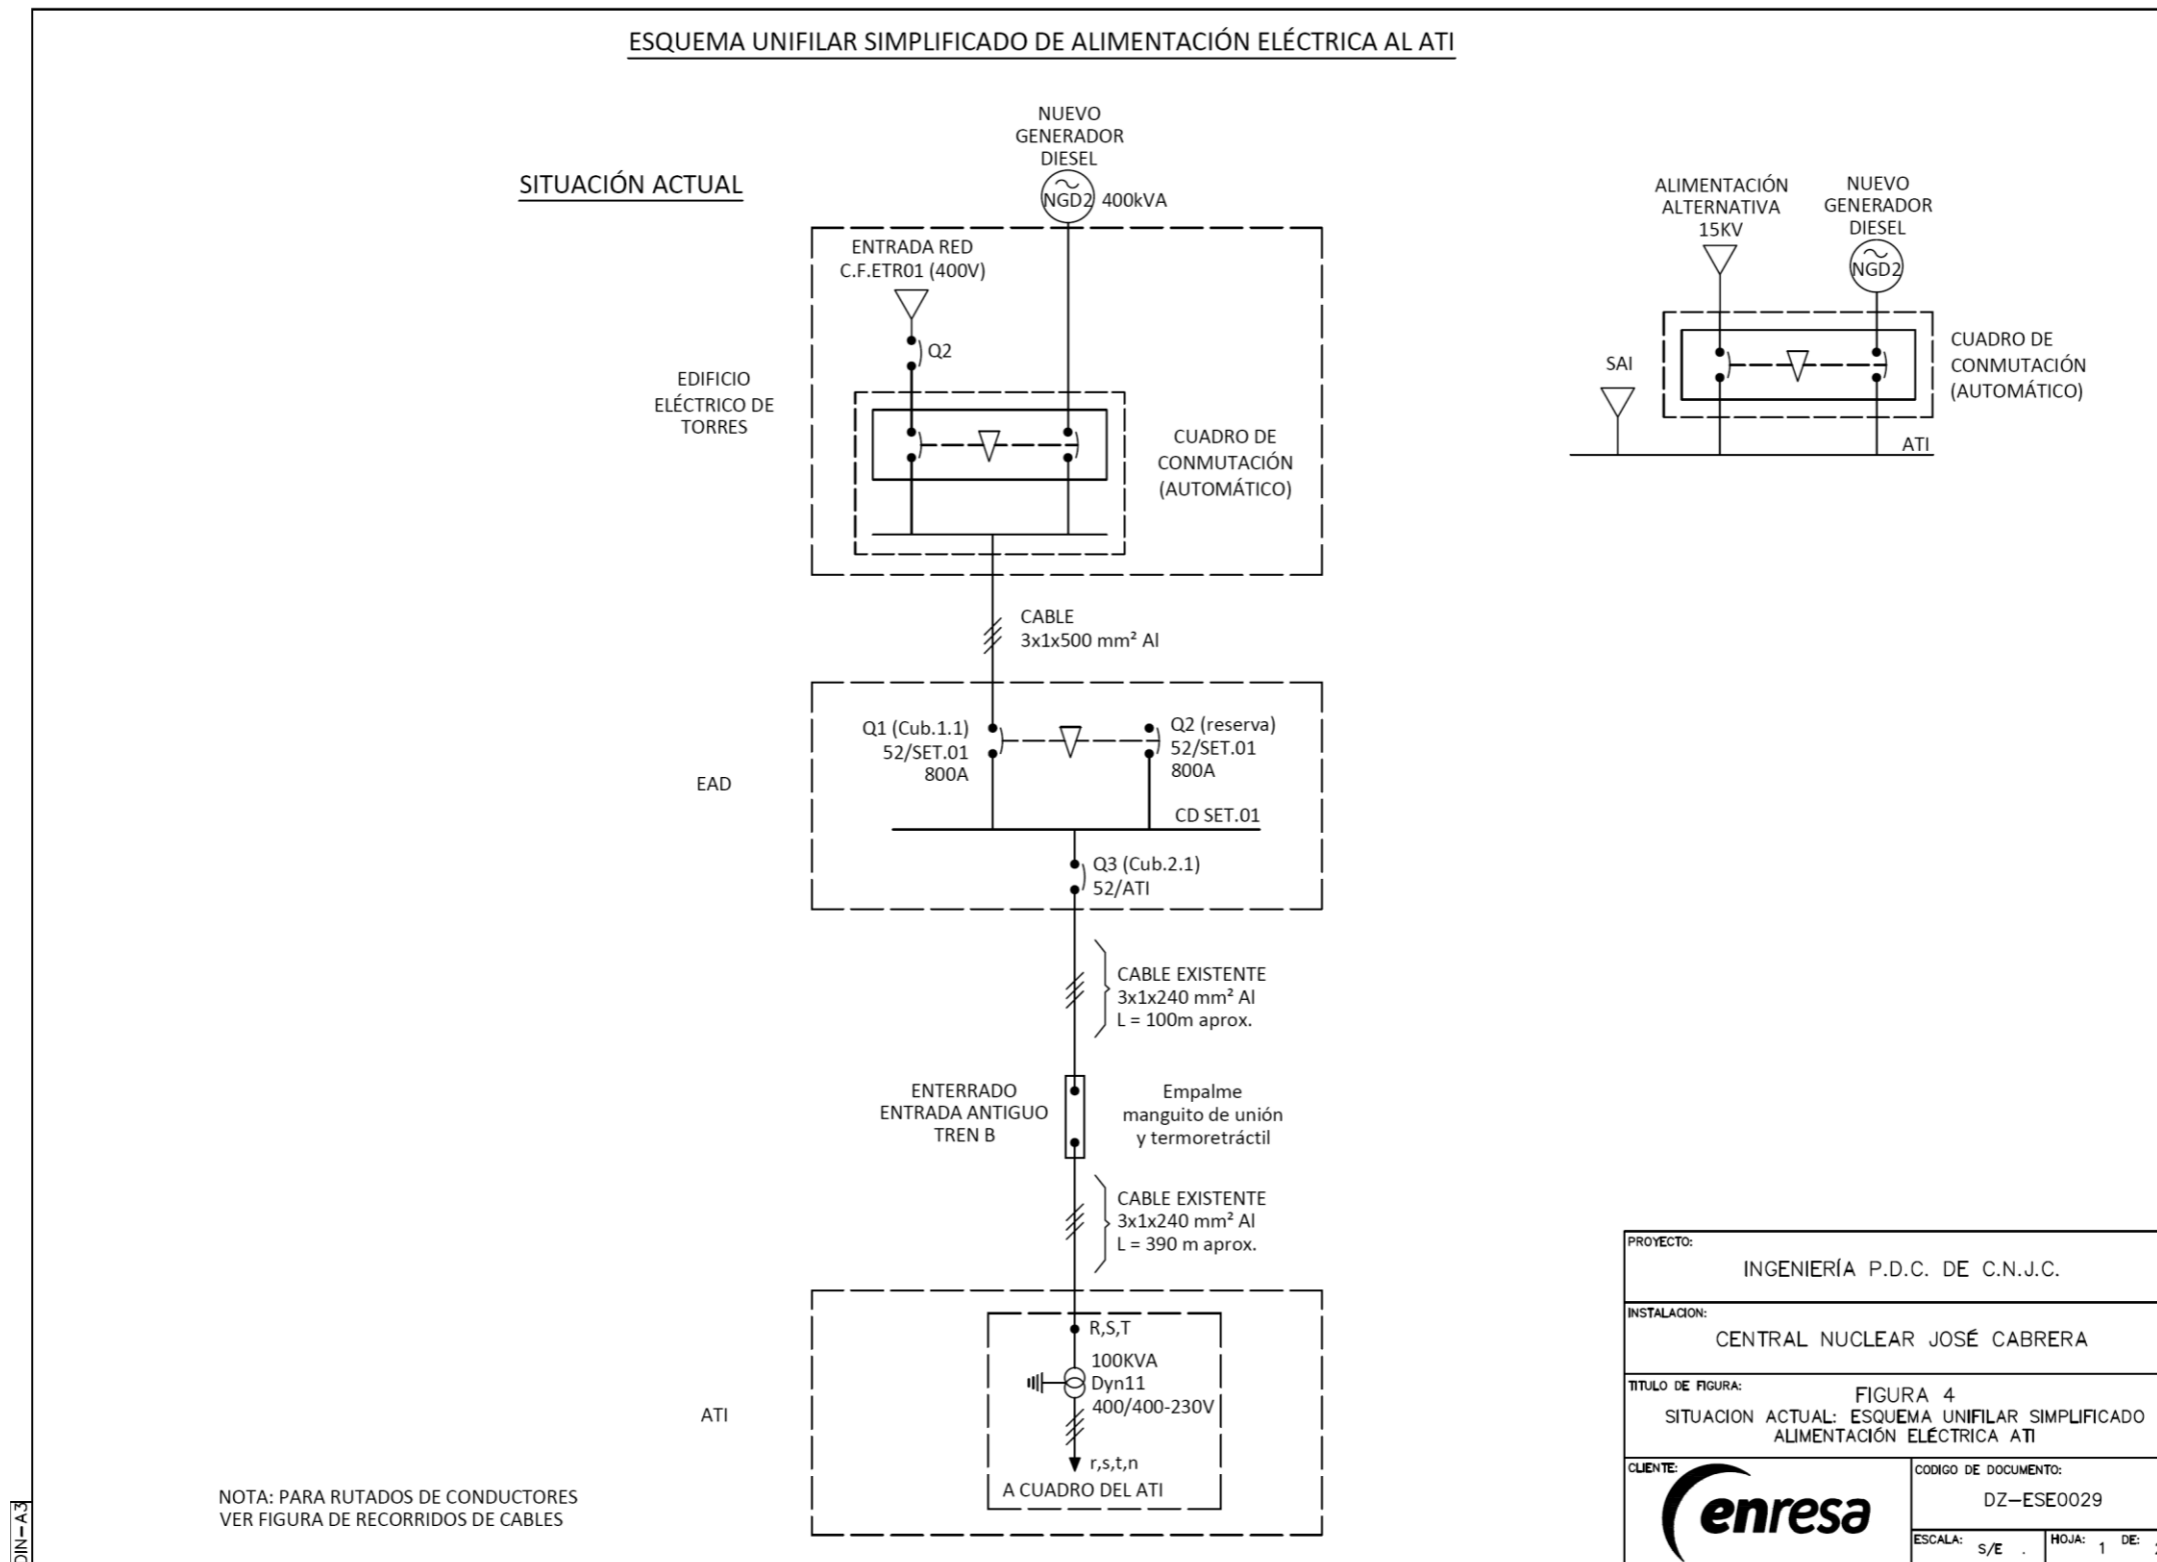 ESQUEMA UNIFILAR SIMPLIFICADO DE ALIMENTACIÓN ELÉCTRICA AL ATI
SITUACIÓN ACTUAL
NUEVO
GENERADOR
DIESEL
NGD2 400kVA
ENTRADA RED
C.F.ETR01 (400V)
Q2
EDIFICIO
ELÉCTRICO DE
TORRES
CUADRO DE
CONMUTACIÓN
(AUTOMÁTICO)
ALIMENTACIÓN
ALTERNATIVA
15KV
NUEVO
GENERADOR
DIESEL
NGD2
SAI
CUADRO DE
CONMUTACIÓN
(AUTOMÁTICO)
ATI
CABLE
3x1x500 mm² Al
EAD
Q1 (Cub.1.1)
52/SET.01
800A
Q2 (reserva)
52/SET.01
800A
CD SET.01
Q3 (Cub.2.1)
52/ATI
CABLE EXISTENTE
3x1x240 mm² Al
L = 100m aprox.
ENTERRADO
ENTRADA ANTIGUO
TREN B
Empalme
manguito de unión
y termoretráctil
CABLE EXISTENTE
3x1x240 mm² Al
L = 390 m aprox.
ATI
R,S,T
100KVA
Dyn11
400/400-230V
r,s,t,n
A CUADRO DEL ATI
NOTA: PARA RUTADOS DE CONDUCTORES
VER FIGURA DE RECORRIDOS DE CABLES
DIN-A3
PROYECTO:
INGENIERÍA P.D.C. DE C.N.J.C.
INSTALACION:
CENTRAL NUCLEAR JOSÉ CABRERA
TITULO DE FIGURA:
FIGURA 4
SITUACION ACTUAL: ESQUEMA UNIFILAR SIMPLIFICADO
ALIMENTACIÓN ELÉCTRICA ATI
CLIENTE:
enresa
CODIGO DE DOCUMENTO:
DZ-ESE0029
ESCALA: S/E .
HOJA: 1 DE: